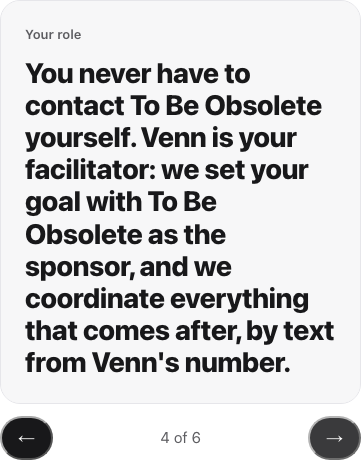 Your role
You never have to
contact To Be Obsolete
yourself. Venn is your
facilitator: we set your
goal with To Be
Obsolete as the
sponsor, and we
coordinate everything
that comes after, by text
from Venn's number.
← 4 of 6 →